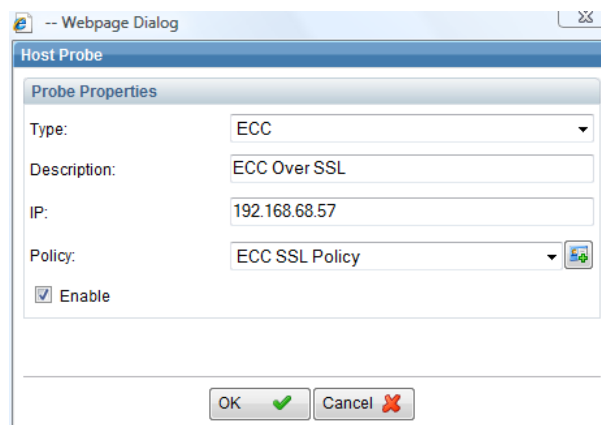 -- Webpage Dialog
Host Probe
Probe Properties
Type: ECC
Description: ECC Over SSL
IP: 192.168.68.57
Policy: ECC SSL Policy
Enable
OK Cancel